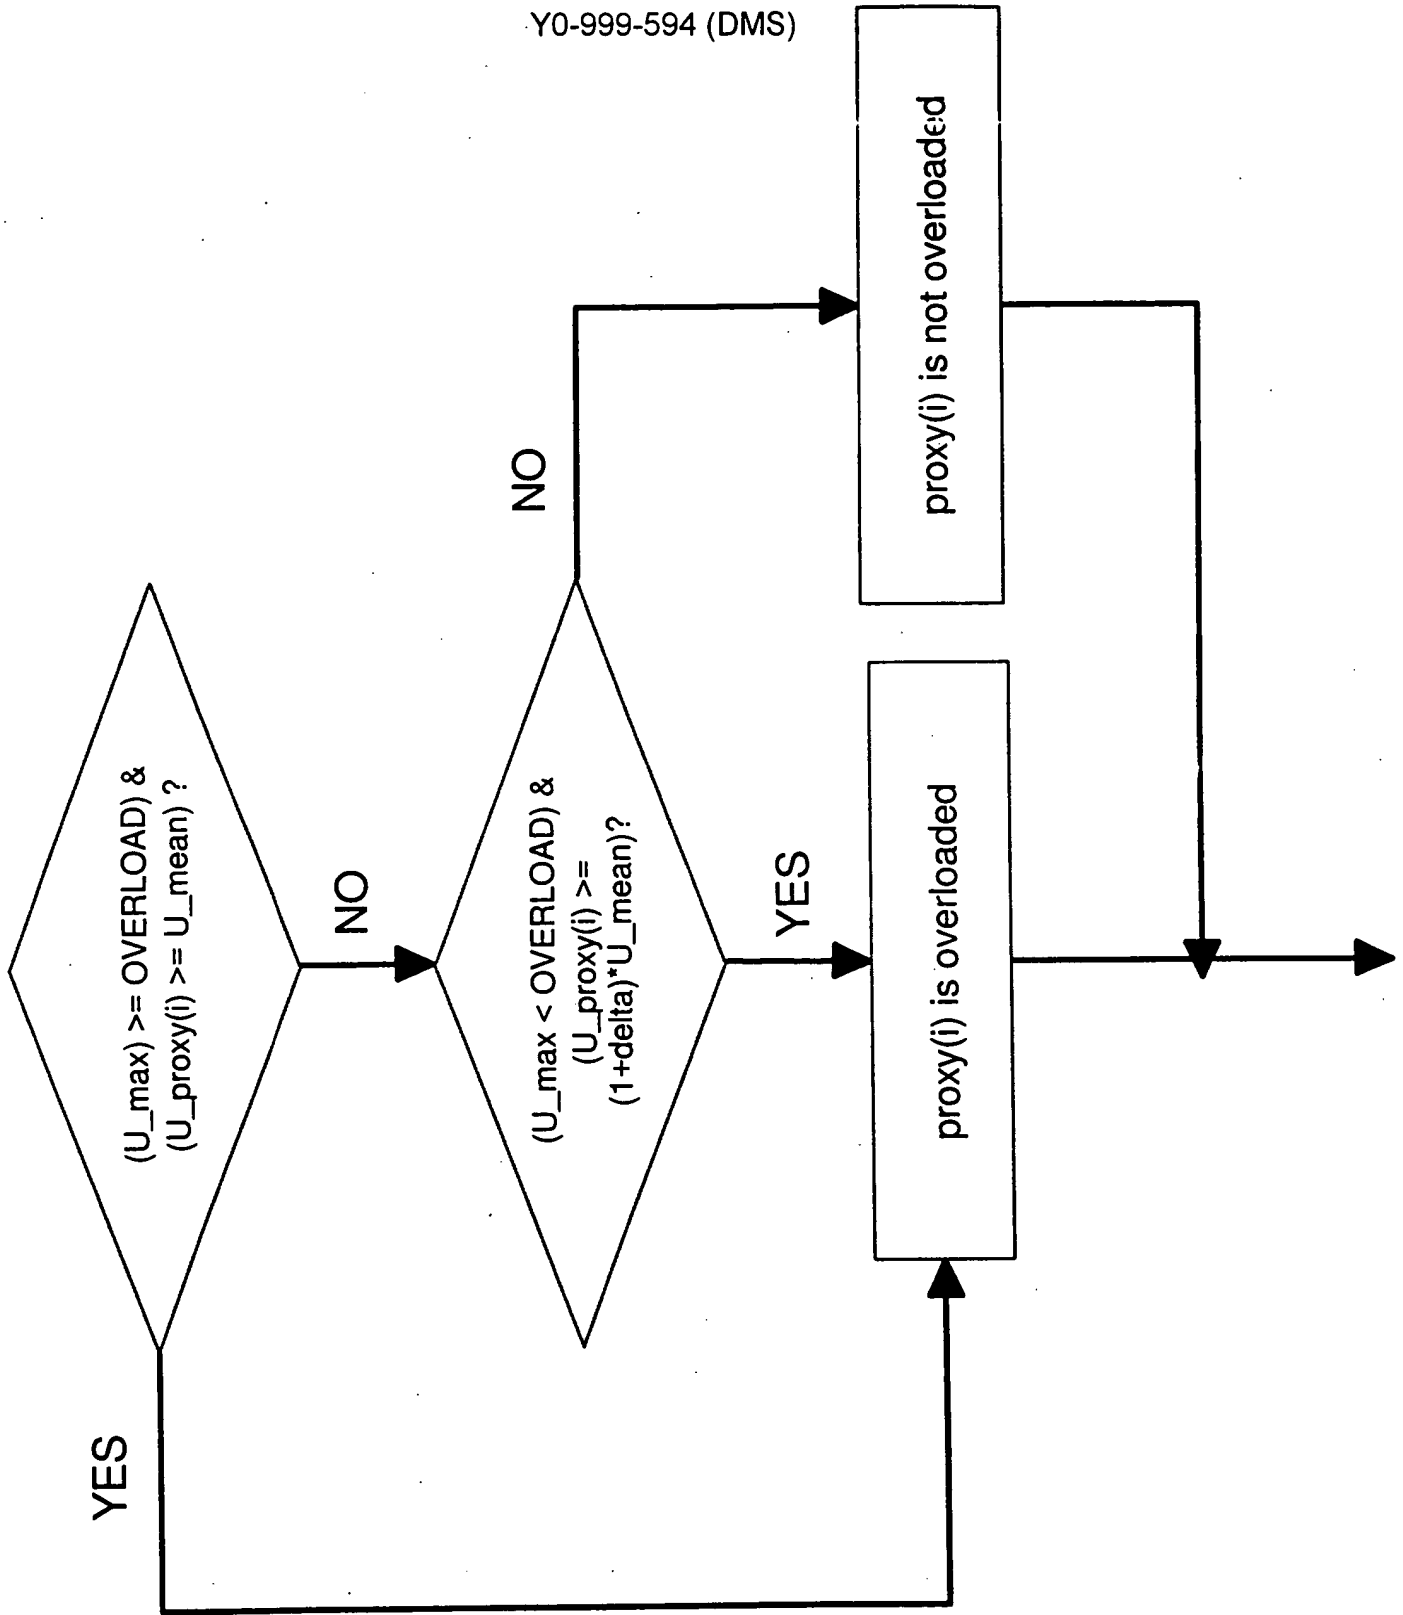 Y0-999-594 (DMS)
(U_max) >= OVERLOAD) &
(U_proxy(i) >= U_mean) ?
YES
NO
(U_max < OVERLOAD) &
(U_proxy(i) >=
(1+delta)*U_mean)?
NO
YES
proxy(i) is overloaded
proxy(i) is not overloaded